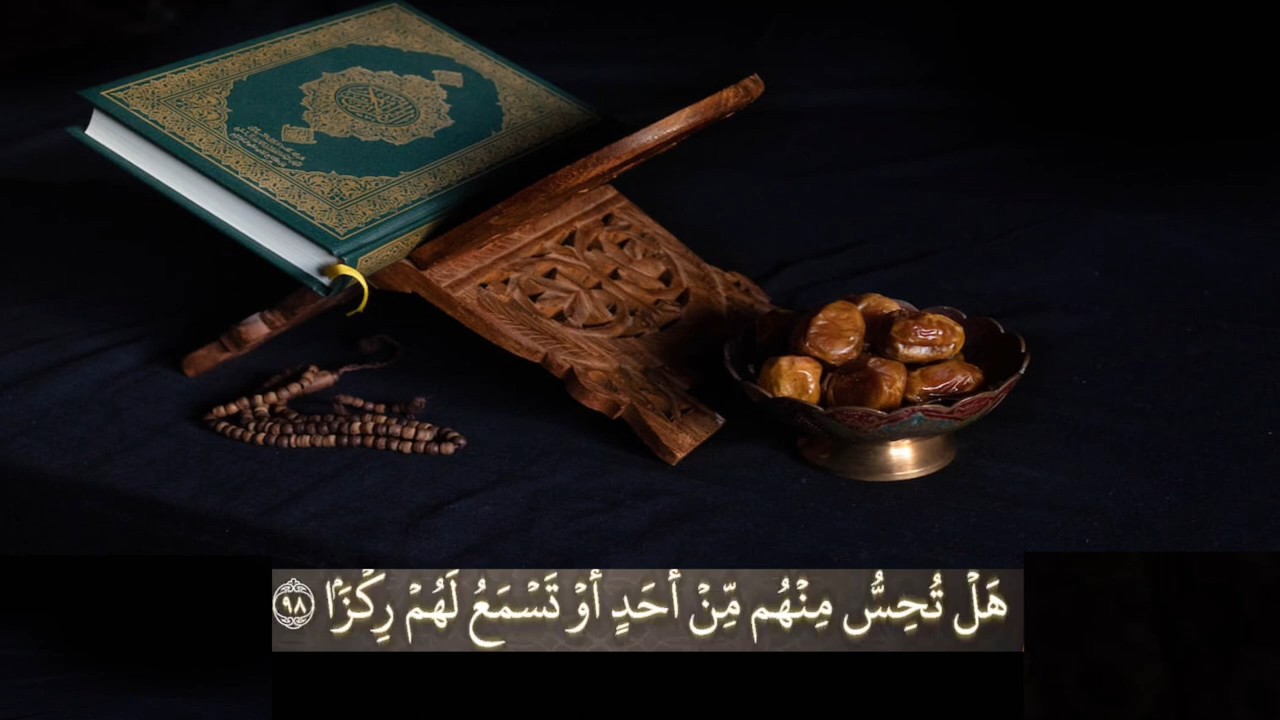 هَلْ تُحِسُّ مِنْهُم مِّنْ أَحَدٍ أَوْ تَسْمَعُ لَهُمْ رِكْزًۢا ٩٨